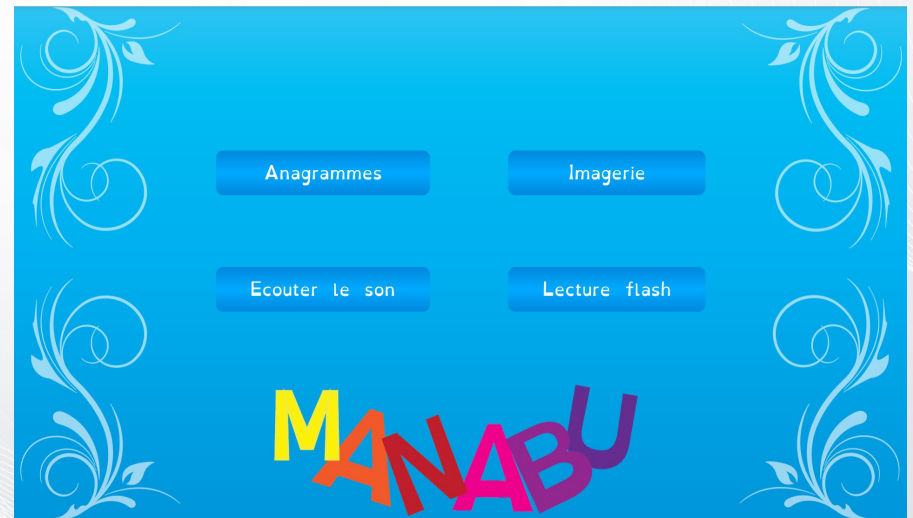 Anagrammes
Imagerie
Ecouter le son
Lecture flash
MANABU